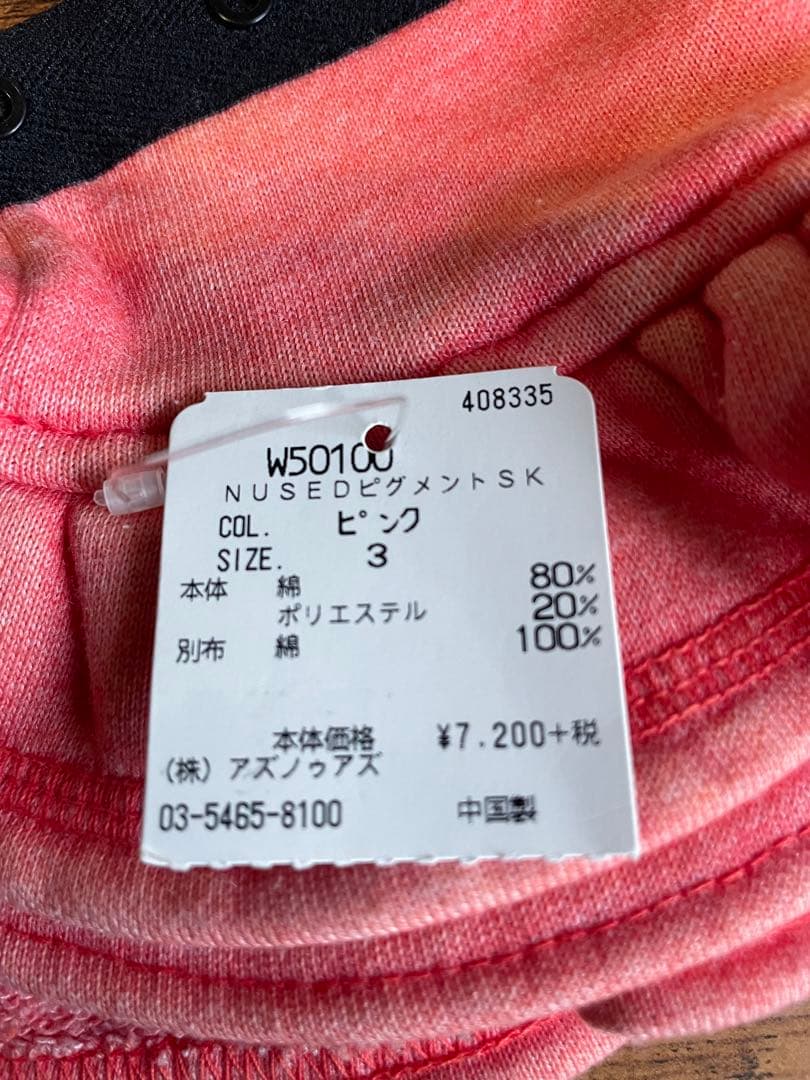 408335
W50100
NUSEDピグメントSK
COL. ピンク
SIZE. 3
本体 綿 80%
ポリエステル 20%
別布 綿 100%
本体価格 ¥7,200+税
(株)アズノゥアズ
03-5465-8100 中国製